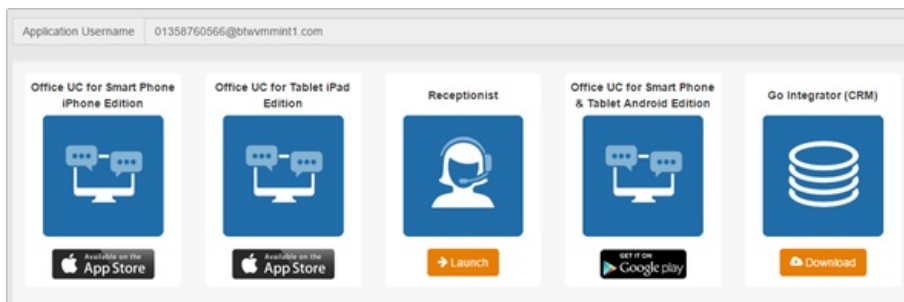 Application Username 01358760566@btwvmmint1.com
Office UC for Smart Phone
iPhone Edition
Office UC for Tablet iPad
Edition
Receptionist
Office UC for Smart Phone
& Tablet Android Edition
Go Integrator (CRM)
Available on the
App Store
Available on the
App Store
Launch
GET IT ON
Google play
Download